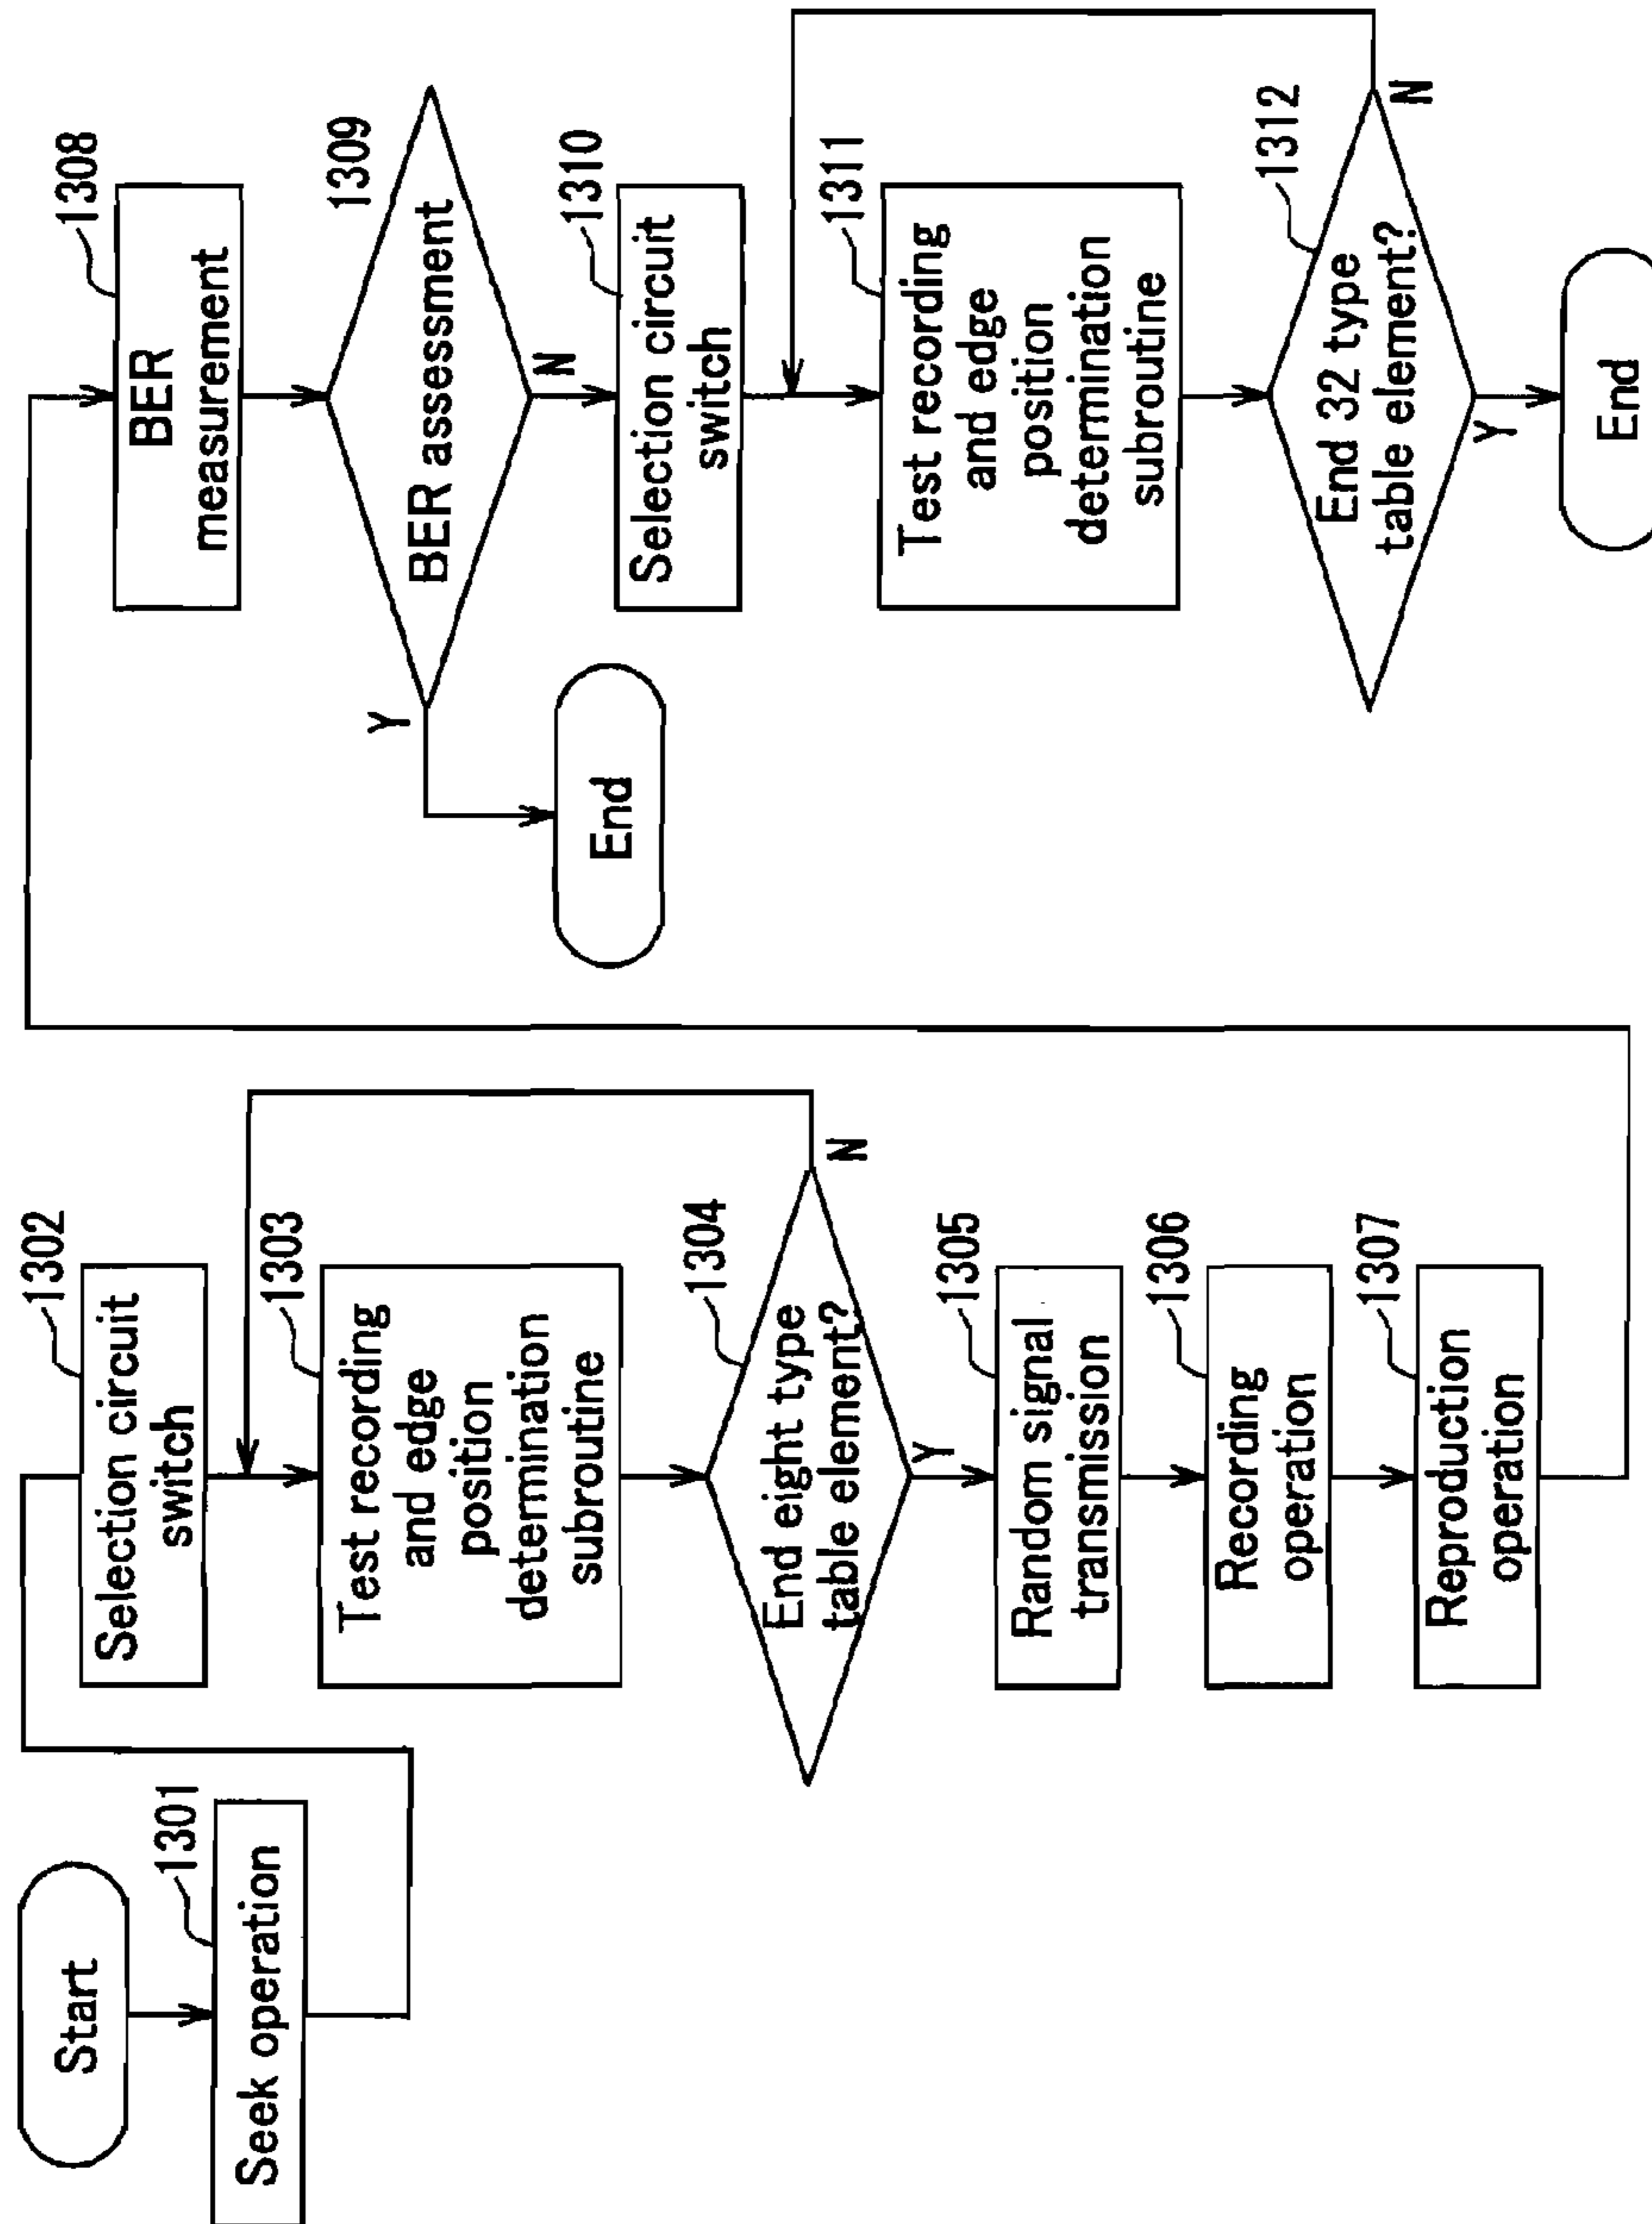 Start
1301
Seek operation
1302
Selection circuit
switch
1303
Test recording
and edge
position
determination
subroutine
1304
End eight type
table element?
N
Y
1305
Random signal
transmission
1306
Recording
operation
1307
Reproduction
operation
1308
BER
measurement
1309
BER assessment
Y
N
End
1310
Selection circuit
switch
1311
Test recording
and edge
position
determination
subroutine
1312
End 32 type
table element?
N
Y
End